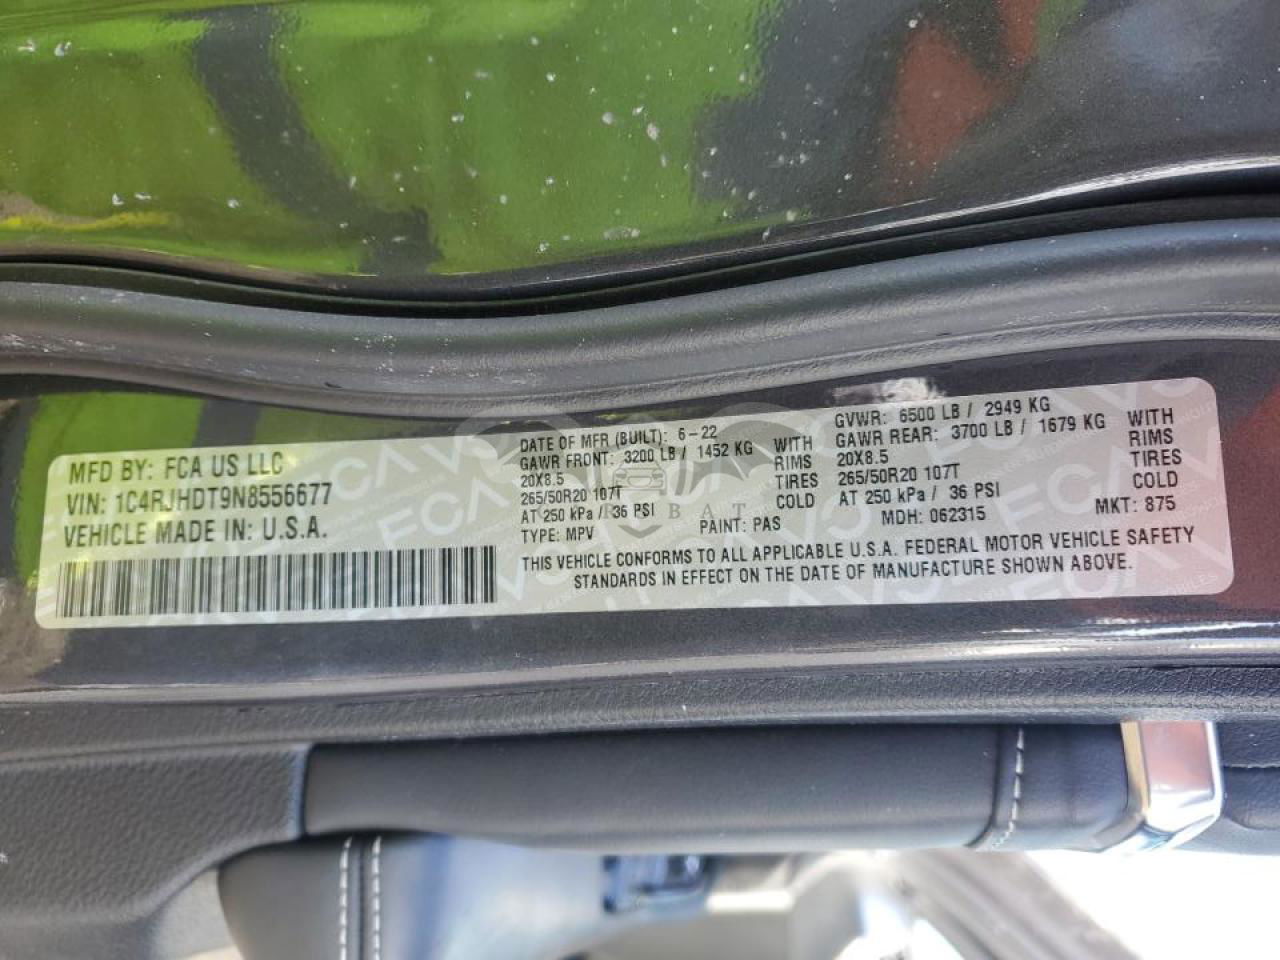 MFD BY: FCA US LLC
VIN: 1C4RJHDT9N8556677
VEHICLE MADE IN: U.S.A.
DATE OF MFR (BUILT): 6-22
GAWR FRONT: 3200 LB / 1452 KG WITH
20X8.5 RIMS
265/50R20 107T TIRES
AT 250 kPa / 36 PSI COLD
TYPE: MPV PAINT: PAS
GVWR: 6500 LB / 2949 KG
GAWR REAR: 3700 LB / 1679 KG WITH
20X8.5 RIMS
265/50R20 107T TIRES
AT 250 kPa / 36 PSI COLD
MDH: 062315 MKT: 875
THIS VEHICLE CONFORMS TO ALL APPLICABLE U.S.A. FEDERAL MOTOR VEHICLE SAFETY
STANDARDS IN EFFECT ON THE DATE OF MANUFACTURE SHOWN ABOVE.